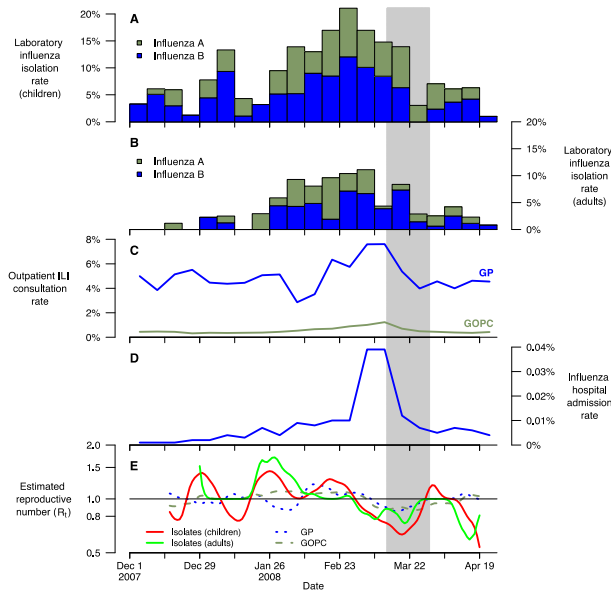 A
Laboratory
influenza
isolation
rate
(children)
20%
15%
10%
5%
0%
Influenza A
Influenza B
B
Influenza A
Influenza B
20%
15%
10%
5%
0%
Laboratory
influenza
isolation
rate
(adults)
C
Outpatient ILI
consultation
rate
8%
6%
4%
2%
0%
GP
GOPC
D
0.04%
0.03%
0.01%
0%
Influenza
hospital
admission
rate
E
Estimated
reproductive
number (Rt)
2.0
1.5
1.0
0.8
0.5
Isolates (children)
Isolates (adults)
GP
GOPC
Dec 1
2007
Dec 29
Jan 26
2008
Feb 23
Mar 22
Apr 19
Date